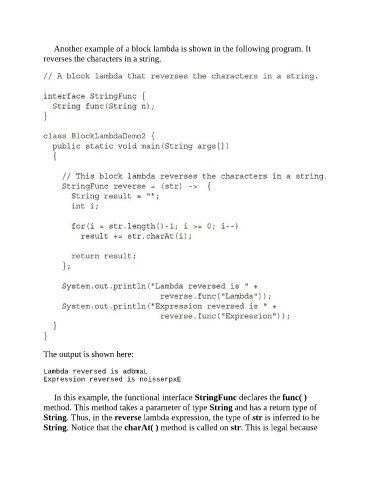 Another example of a block lambda is shown in the following program. It
reverses the characters in a string.
// A block lambda that reverses the characters in a string.
interface StringFunc {
String func(String n);
}
class BlockLambdaDemo2 {
public static void main(String args[])
{
// This block lambda reverses the characters in a string.
StringFunc reverse = (str) -> {
String result = "";
int i;
for(i = str.length()-1; i >= 0; i--)
result += str.charAt(i);
return result;
};
System.out.println("Lambda reversed is " +
reverse.func("Lambda"));
System.out.println("Expression reversed is " +
reverse.func("Expression"));
}
}
The output is shown here:
Lambda reversed is adbmaL
Expression reversed is noisserpxE
In this example, the functional interface StringFunc declares the func( )
method. This method takes a parameter of type String and has a return type of
String. Thus, in the reverse lambda expression, the type of str is inferred to be
String. Notice that the charAt( ) method is called on str. This is legal because